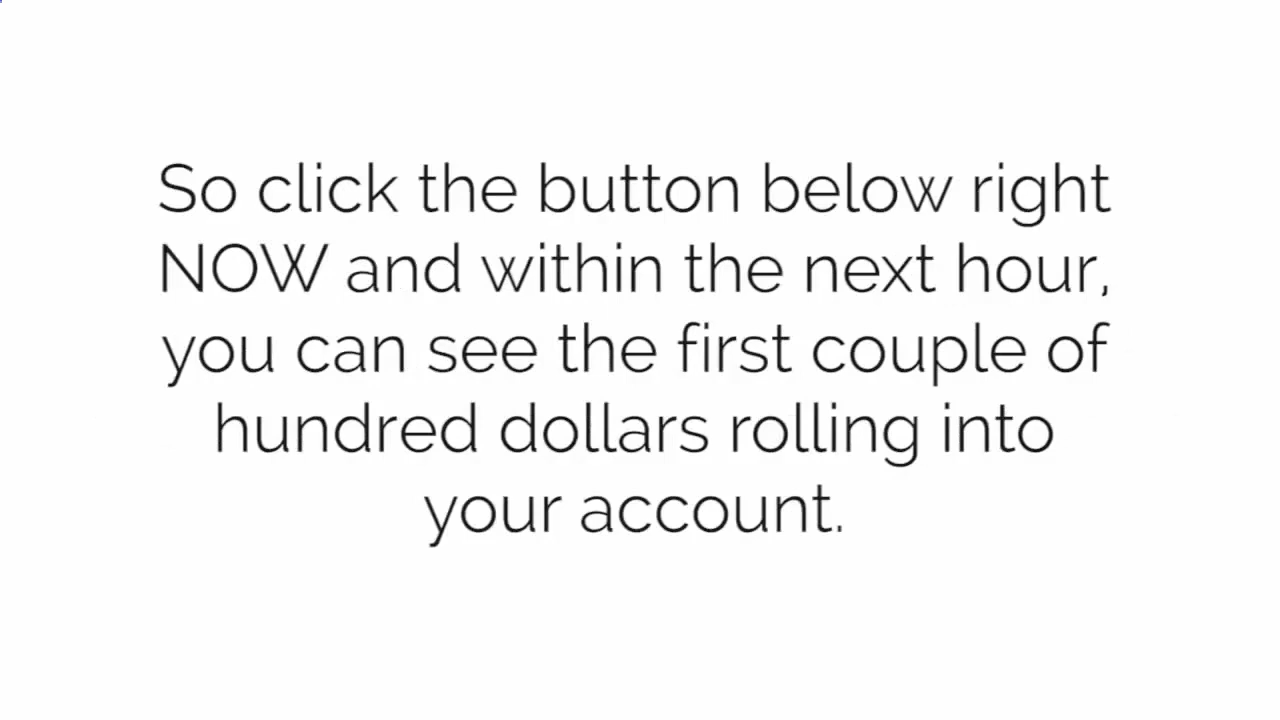 So click the button below right
NOW and within the next hour,
you can see the first couple of
hundred dollars rolling into
your account.